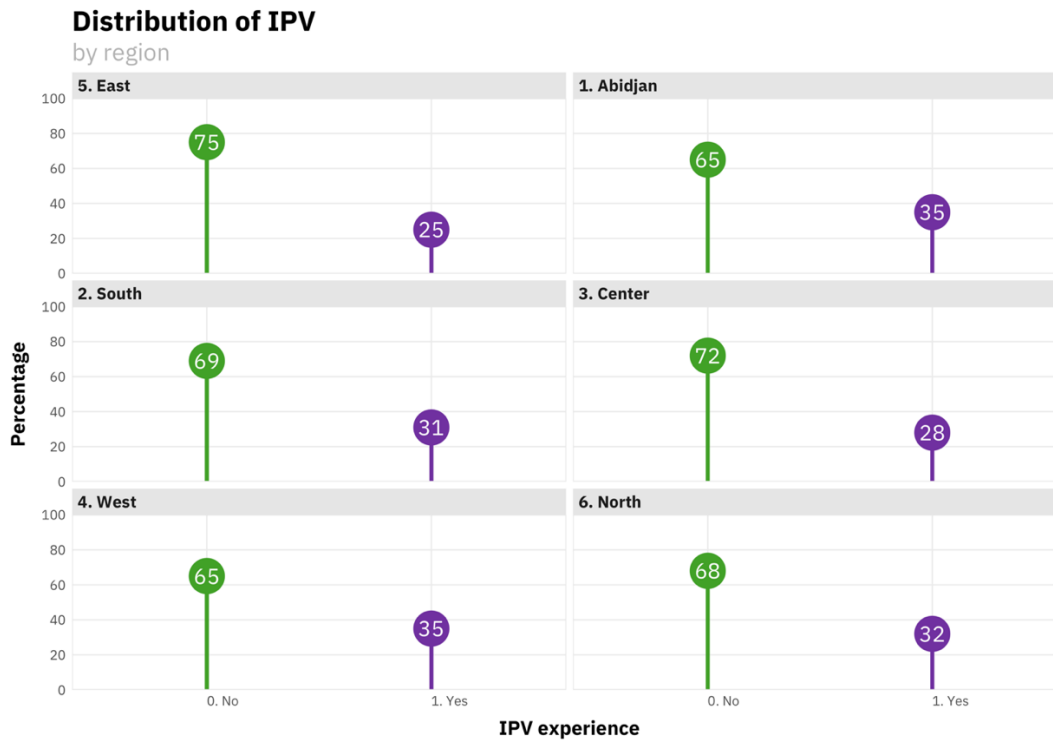 Distribution of IPV
by region
5. East
1. Abidjan
100
80
60
40
20
0
75
25
65
35
2. South
3. Center
100
80
60
40
20
0
69
31
72
28
Percentage
4. West
6. North
100
80
60
40
20
0
65
35
68
32
0. No
1. Yes
0. No
1. Yes
IPV experience